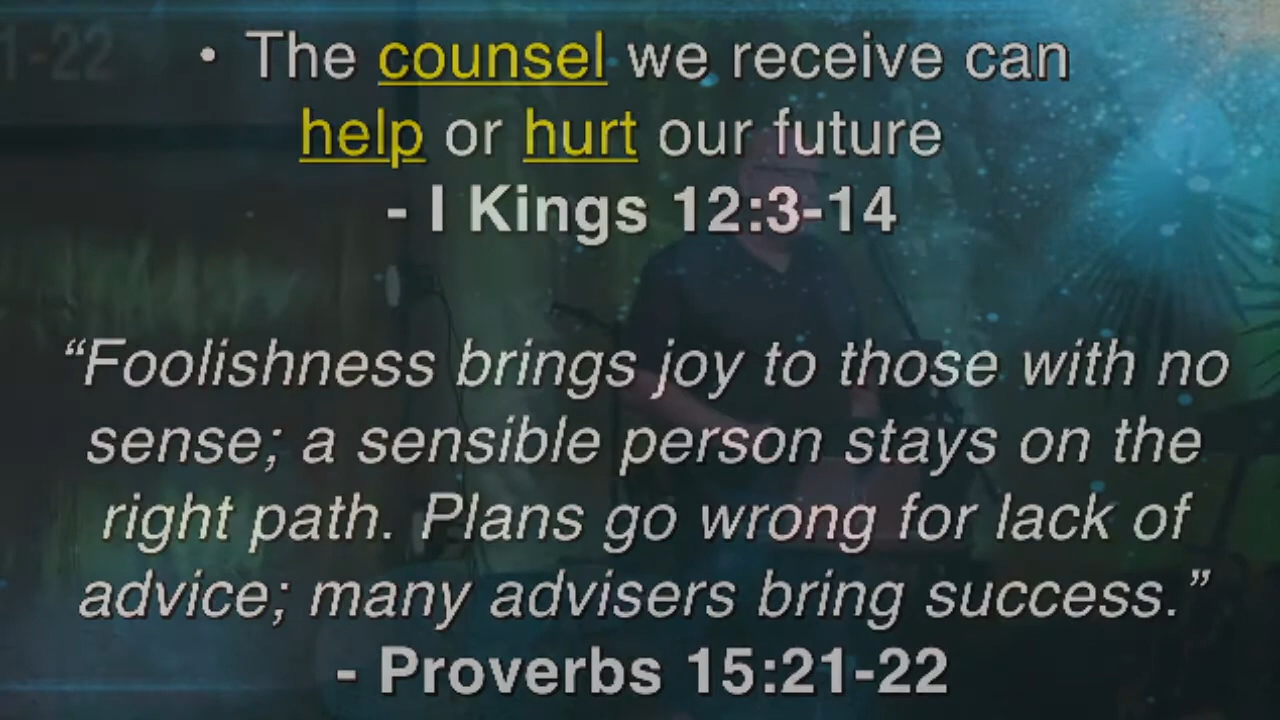 1-22
• The counsel we receive can
help or hurt our future
- I Kings 12:3-14
“Foolishness brings joy to those with no
sense; a sensible person stays on the
right path. Plans go wrong for lack of
advice; many advisers bring success.”
- Proverbs 15:21-22